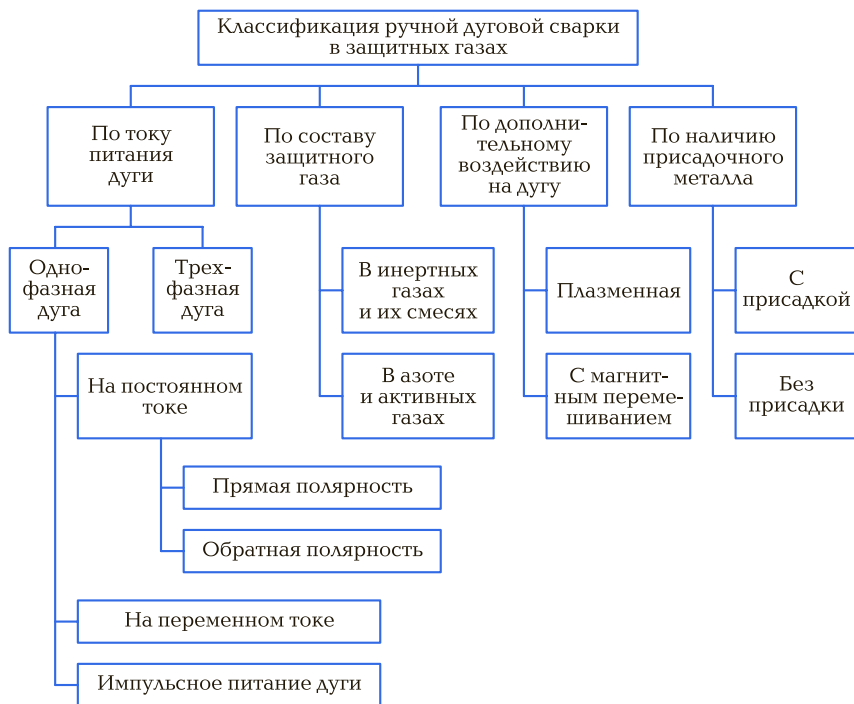 Классификация ручной дуговой сварки
в защитных газах
По току
питания
дуги
По составу
защитного
газа
По дополни-
тельному
воздействию
на дугу
По наличию
присадочного
металла
Одно-
фазная
дуга
Трех-
фазная
дуга
В инертных
газах
и их смесях
Плазменная
С
присадкой
На постоянном
токе
В азоте
и активных
газах
С магнит-
ным переме-
шиванием
Без
присадки
Прямая полярность
Обратная полярность
На переменном токе
Импульсное питание дуги